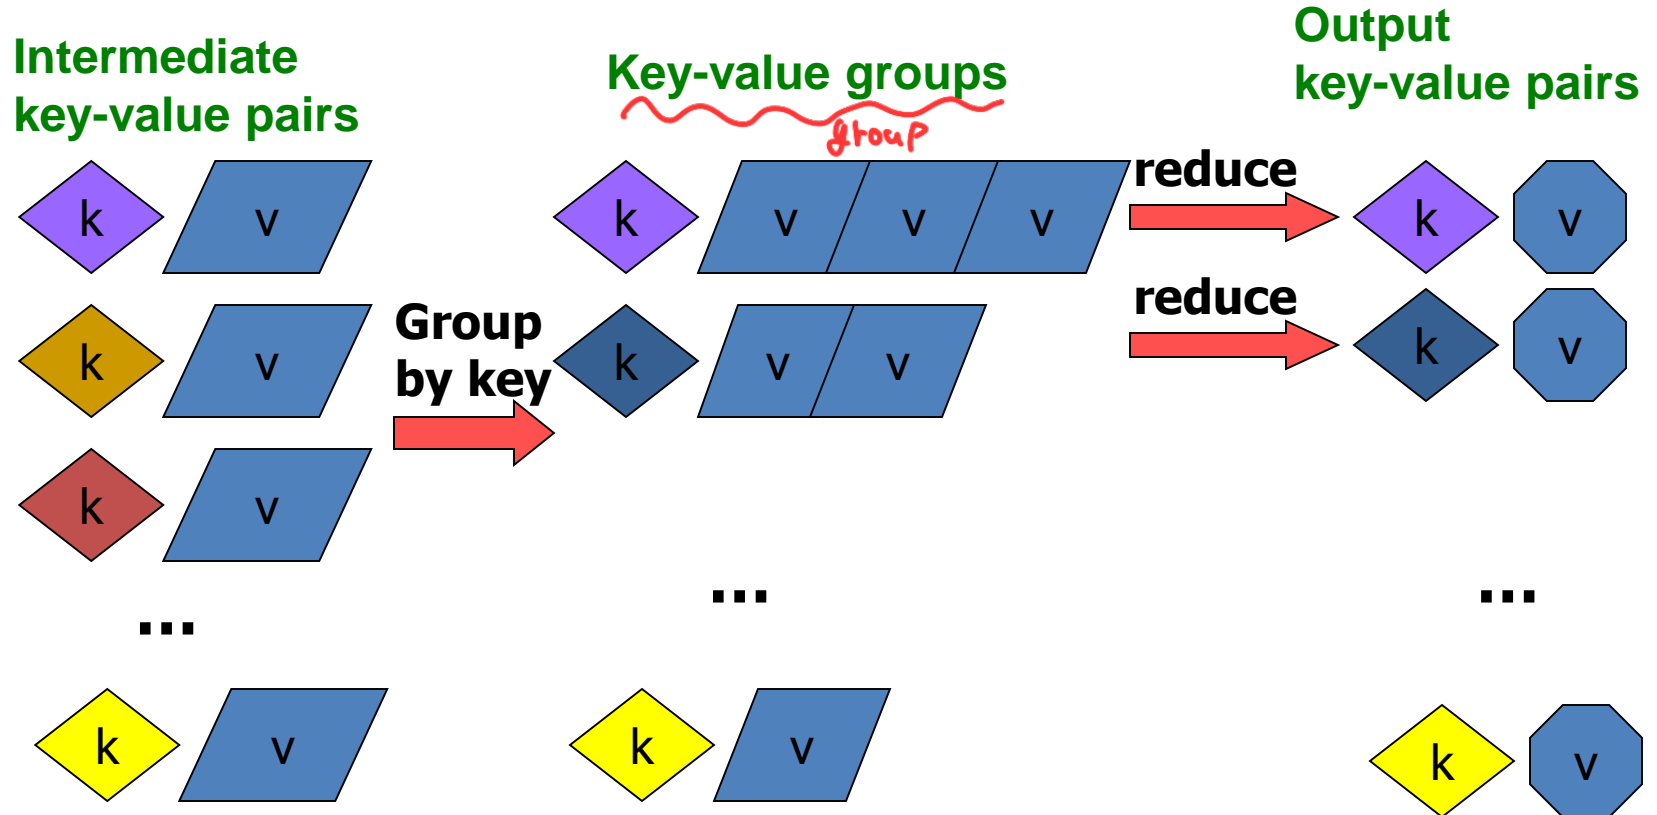 Intermediate
key-value pairs
Key-value groups
group
Output
key-value pairs
k v
k v v v
reduce
k v
k v
Group
by key
k v v
reduce
k v
k v
...
...
...
k v
k v
k v